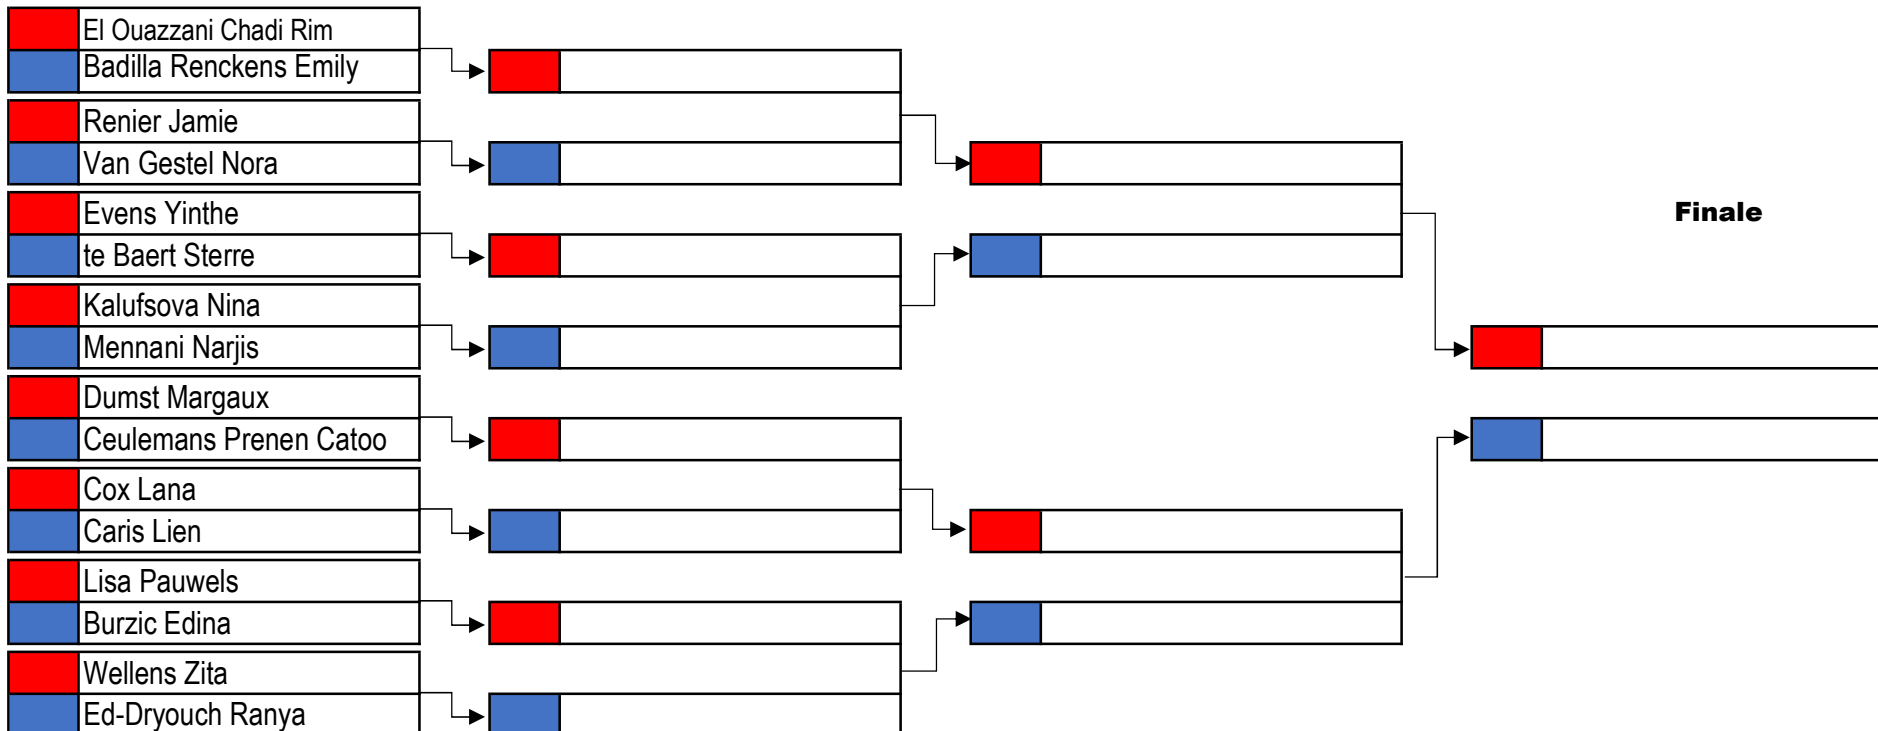 El Ouazzani Chadi Rim
Badilla Renckens Emily
Renier Jamie
Van Gestel Nora
Evens Yinthe
te Baert Sterre
Kalufsova Nina
Mennani Narjis
Dumst Margaux
Ceulemans Prenen Catoo
Cox Lana
Caris Lien
Lisa Pauwels
Burzic Edina
Wellens Zita
Ed-Dryouch Ranya
Finale